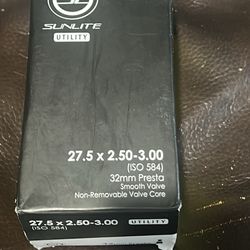 SUNLITE
UTILITY
27.5 x 2.50-3.00
(ISO 584)
32mm Presta
Smooth Valve
Non-Removable Valve Core
27.5 x 2.50-3.00 UTILITY
(ISO 584)